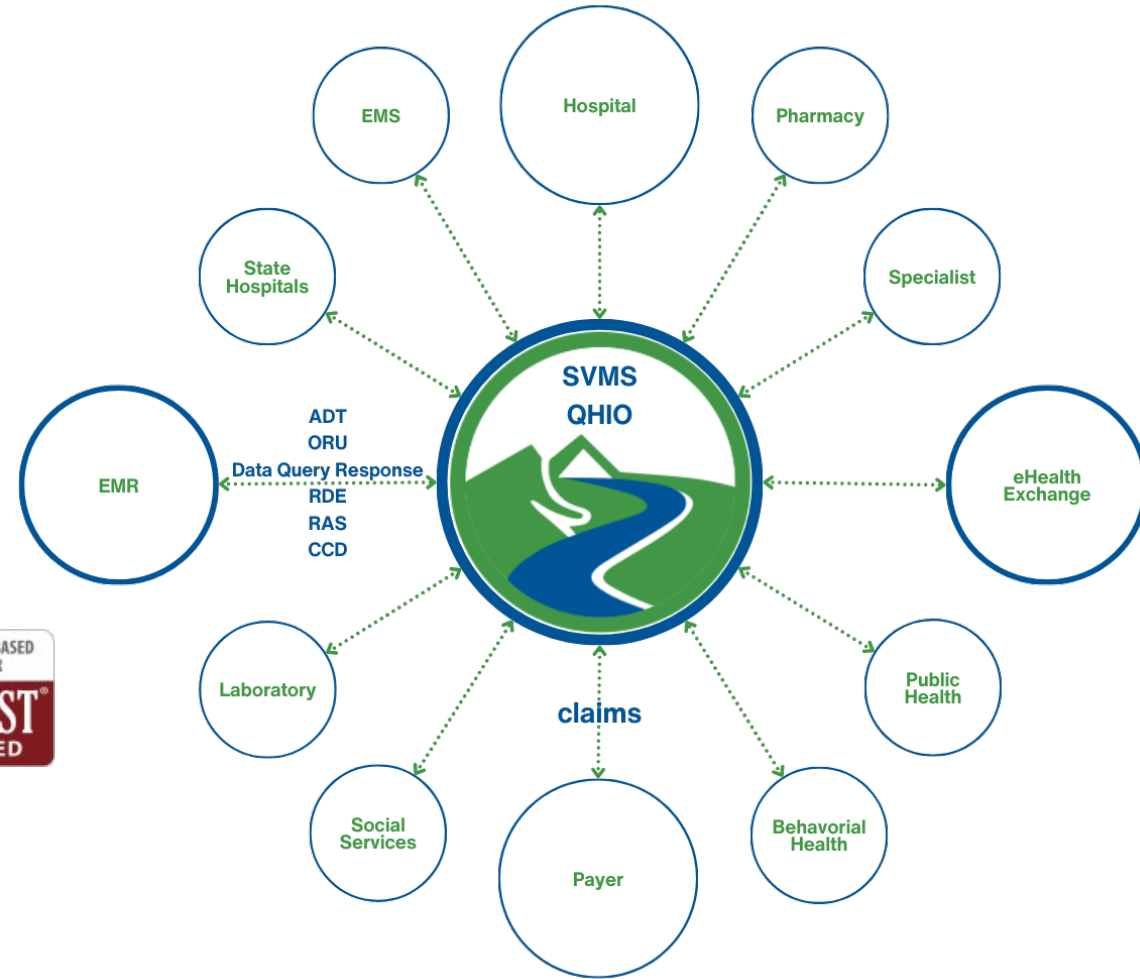 Hospital
EMS
Pharmacy
State
Hospitals
Specialist
SVMS
QHIO
ADT
ORU
Data Query Response
RDE
RAS
CCD
EMR
eHealth
Exchange
Laboratory
Public
Health
claims
Social
Services
Behavorial
Health
Payer